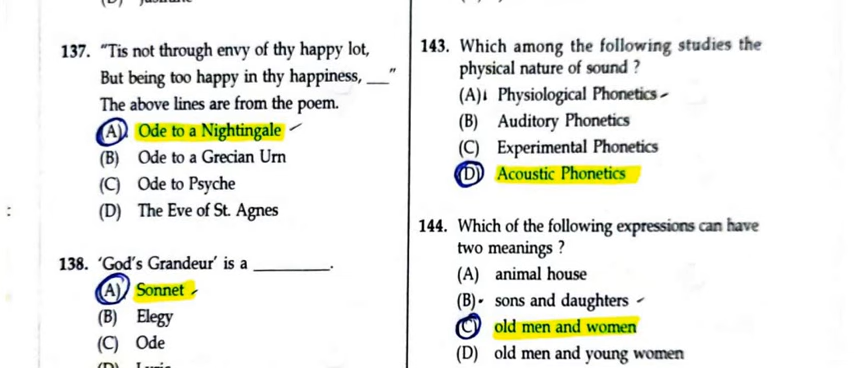 137. "Tis not through envy of thy happy lot,
But being too happy in thy happiness, __"
The above lines are from the poem.
(A) Ode to a Nightingale
(B) Ode to a Grecian Urn
(C) Ode to Psyche
(D) The Eve of St. Agnes
138. 'God's Grandeur' is a ________.
(A) Sonnet
(B) Elegy
(C) Ode
143. Which among the following studies the
physical nature of sound ?
(A) Physiological Phonetics
(B) Auditory Phonetics
(C) Experimental Phonetics
(D) Acoustic Phonetics
144. Which of the following expressions can have
two meanings ?
(A) animal house
(B) sons and daughters
(C) old men and women
(D) old men and young women